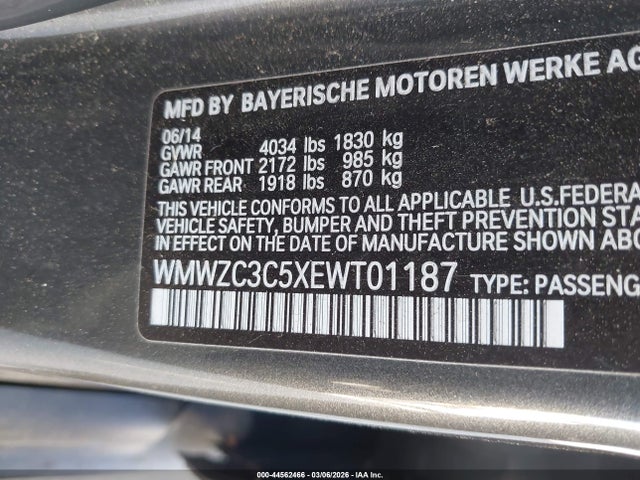 MFD BY BAYERISCHE MOTOREN WERKE AG
06/14
GVWR 4034 lbs 1830 kg
GAWR FRONT 2172 lbs 985 kg
GAWR REAR 1918 lbs 870 kg
THIS VEHICLE CONFORMS TO ALL APPLICABLE U.S.FEDERA
VEHICLE SAFETY, BUMPER AND THEFT PREVENTION STA
IN EFFECT ON THE DATE OF MANUFACTURE SHOWN ABO
WMWZC3C5XEWT01187 TYPE: PASSENG
000-44562466 | 03/06/2026 | IAA Inc.